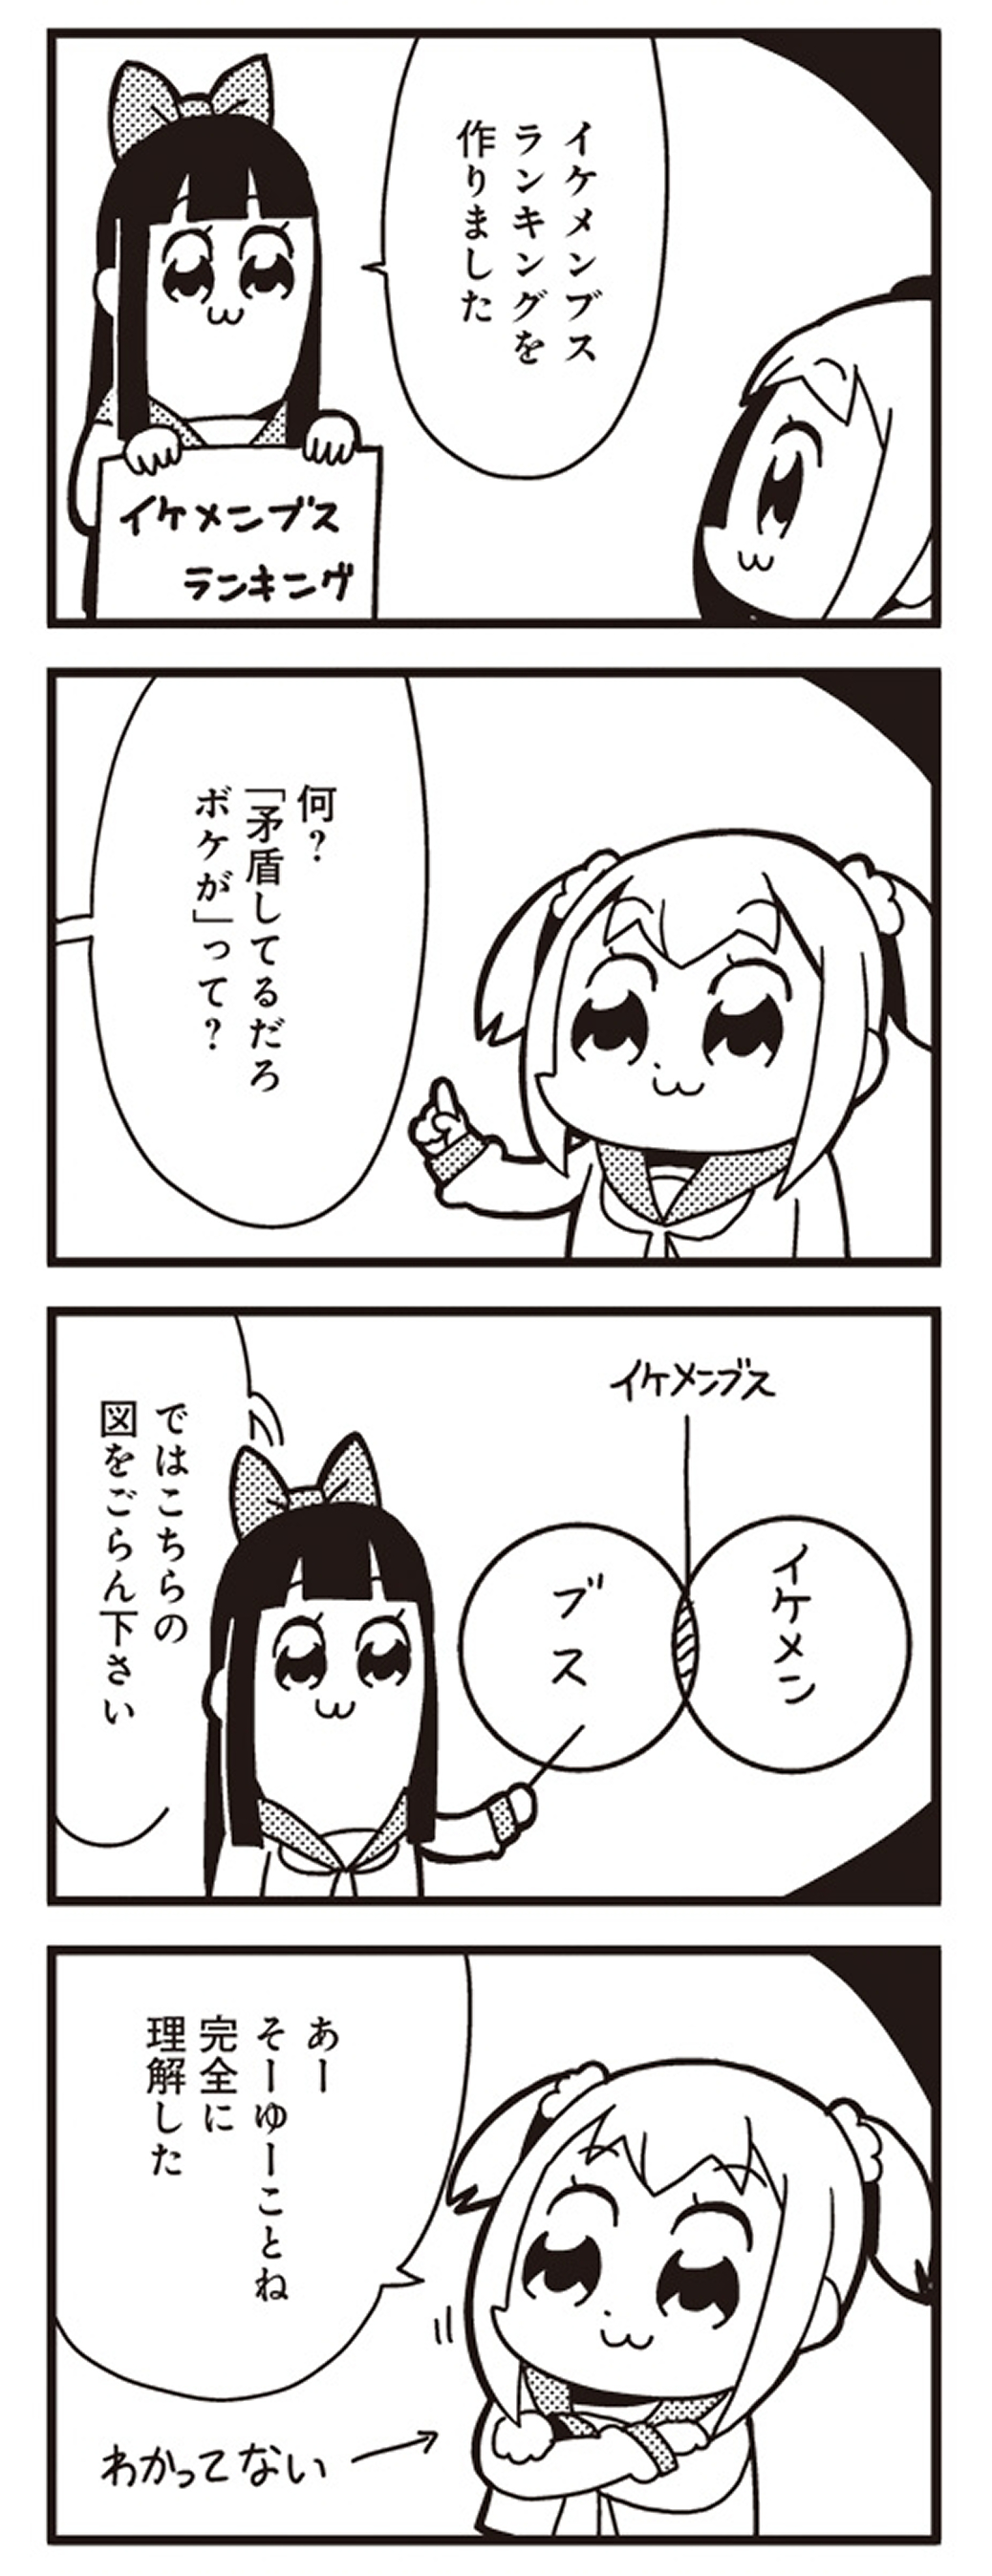 イケメンブス
ランキングを
作りました
イケメンブス
ランキング
何?
「矛盾してるだろ
ボケが」って?
イケメンブス
イケメン
ブス
ではこちらの
図をごらん下さい
あー
そーゆーことね
完全に
理解した
わかってない